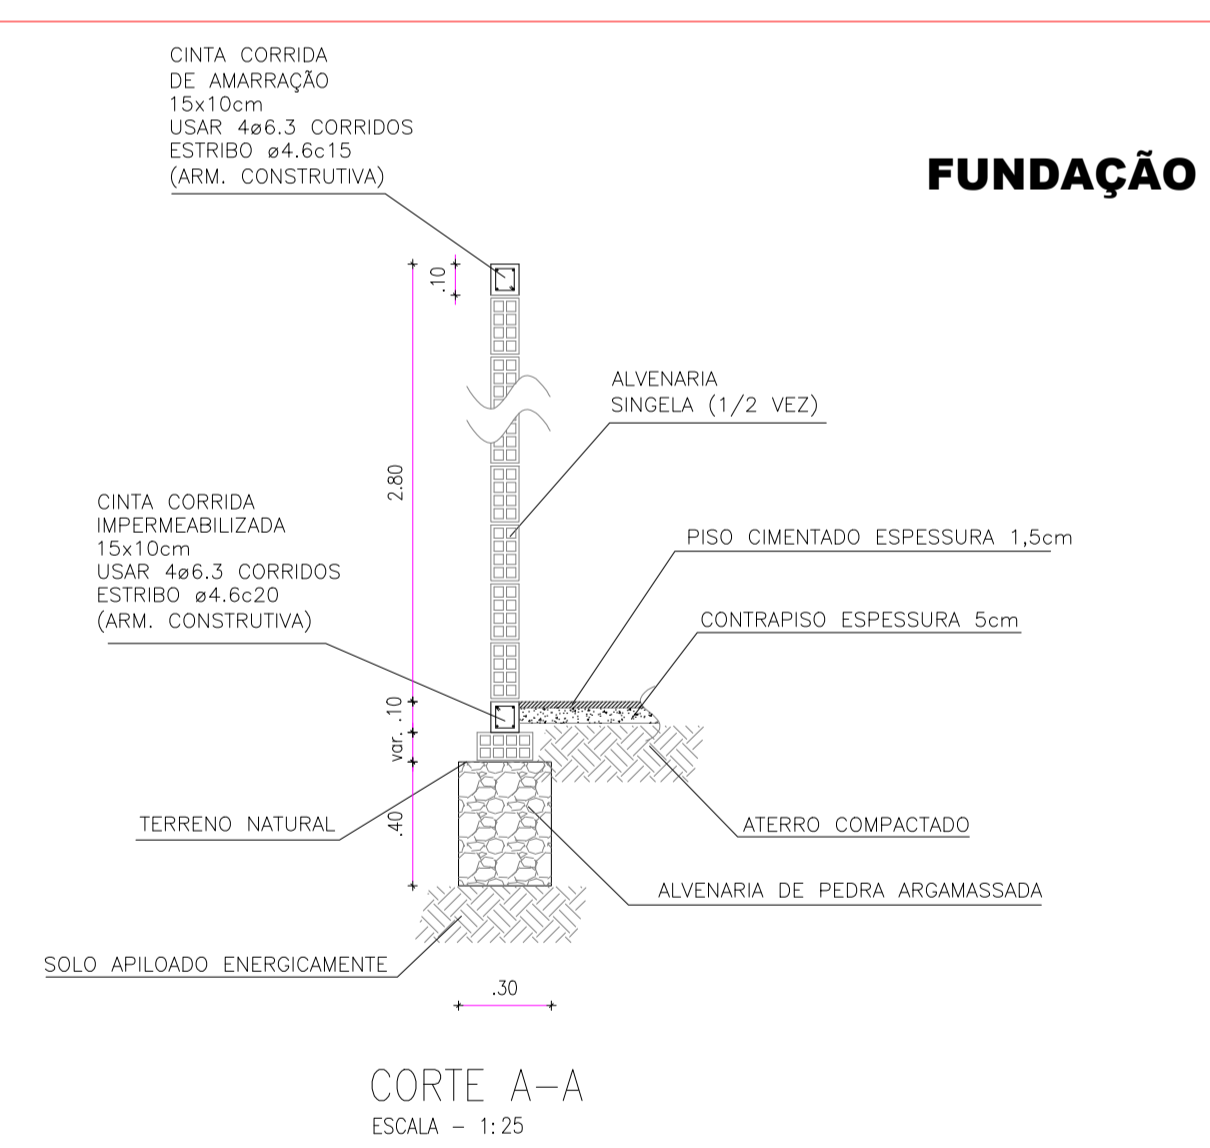 CINTA CORRIDA
DE AMARRAÇÃO
15x10cm
USAR 4ø6.3 CORRIDOS
ESTRIBO ø4.6c15
(ARM. CONSTRUTIVA)
FUNDAÇÃO
.10
ALVENARIA
SINGELA (1/2 VEZ)
2.80
CINTA CORRIDA
IMPERMEABILIZADA
15x10cm
USAR 4ø6.3 CORRIDOS
ESTRIBO ø4.6c20
(ARM. CONSTRUTIVA)
PISO CIMENTADO ESPESSURA 1,5cm
CONTRAPISO ESPESSURA 5cm
.10
var.
TERRENO NATURAL
.40
ATERRO COMPACTADO
ALVENARIA DE PEDRA ARGAMASSADA
SOLO APILOADO ENERGICAMENTE
.30
CORTE A-A
ESCALA - 1:25